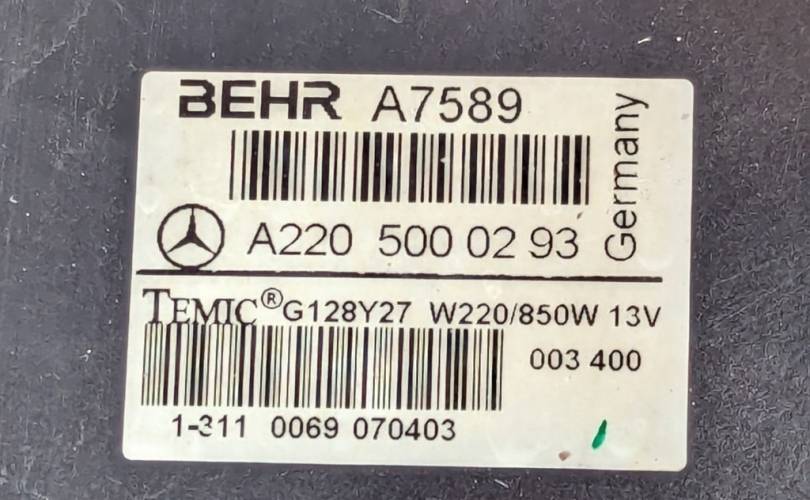 BEHR A7589
Germany
A220 500 02 93
TEMIC® G128Y27 W220/850W 13V
003 400
1-311 0069 070403